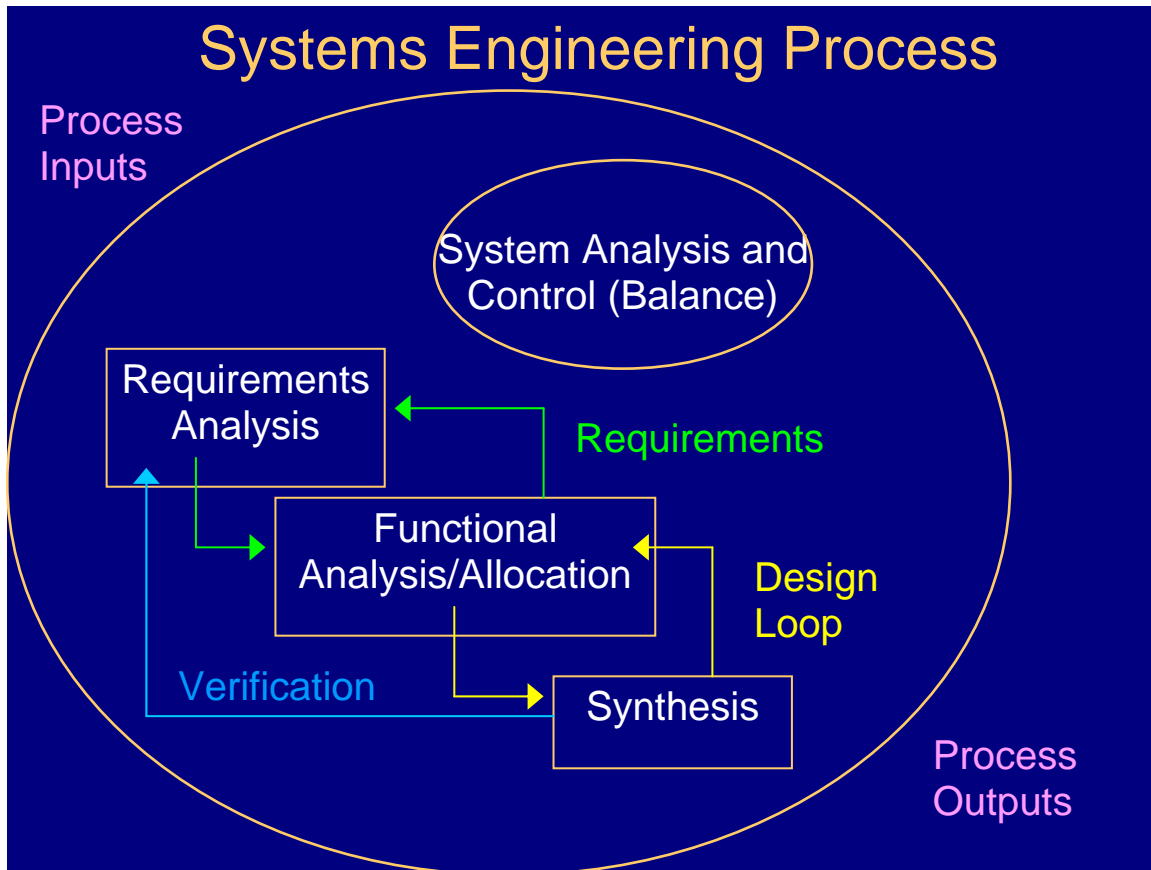 Systems Engineering Process
Process
Inputs
System Analysis and
Control (Balance)
Requirements
Analysis
Requirements
Functional
Analysis/Allocation
Design
Loop
Verification
Synthesis
Process
Outputs